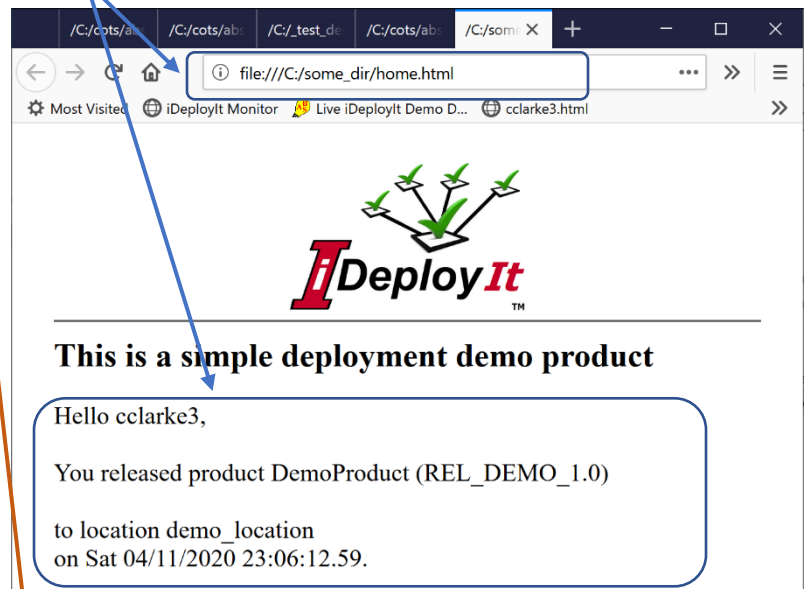 /C:/cots/abs /C:/cots/abs /C:/_test_de /C:/cots/abs /C:/some
file:///C:/some_dir/home.html
Most Visited iDeployIt Monitor Live iDeployIt Demo D... cclarke3.html
iDeployIt
TM
This is a simple deployment demo product
Hello cclarke3,
You released product DemoProduct (REL_DEMO_1.0)
to location demo_location
on Sat 04/11/2020 23:06:12.59.